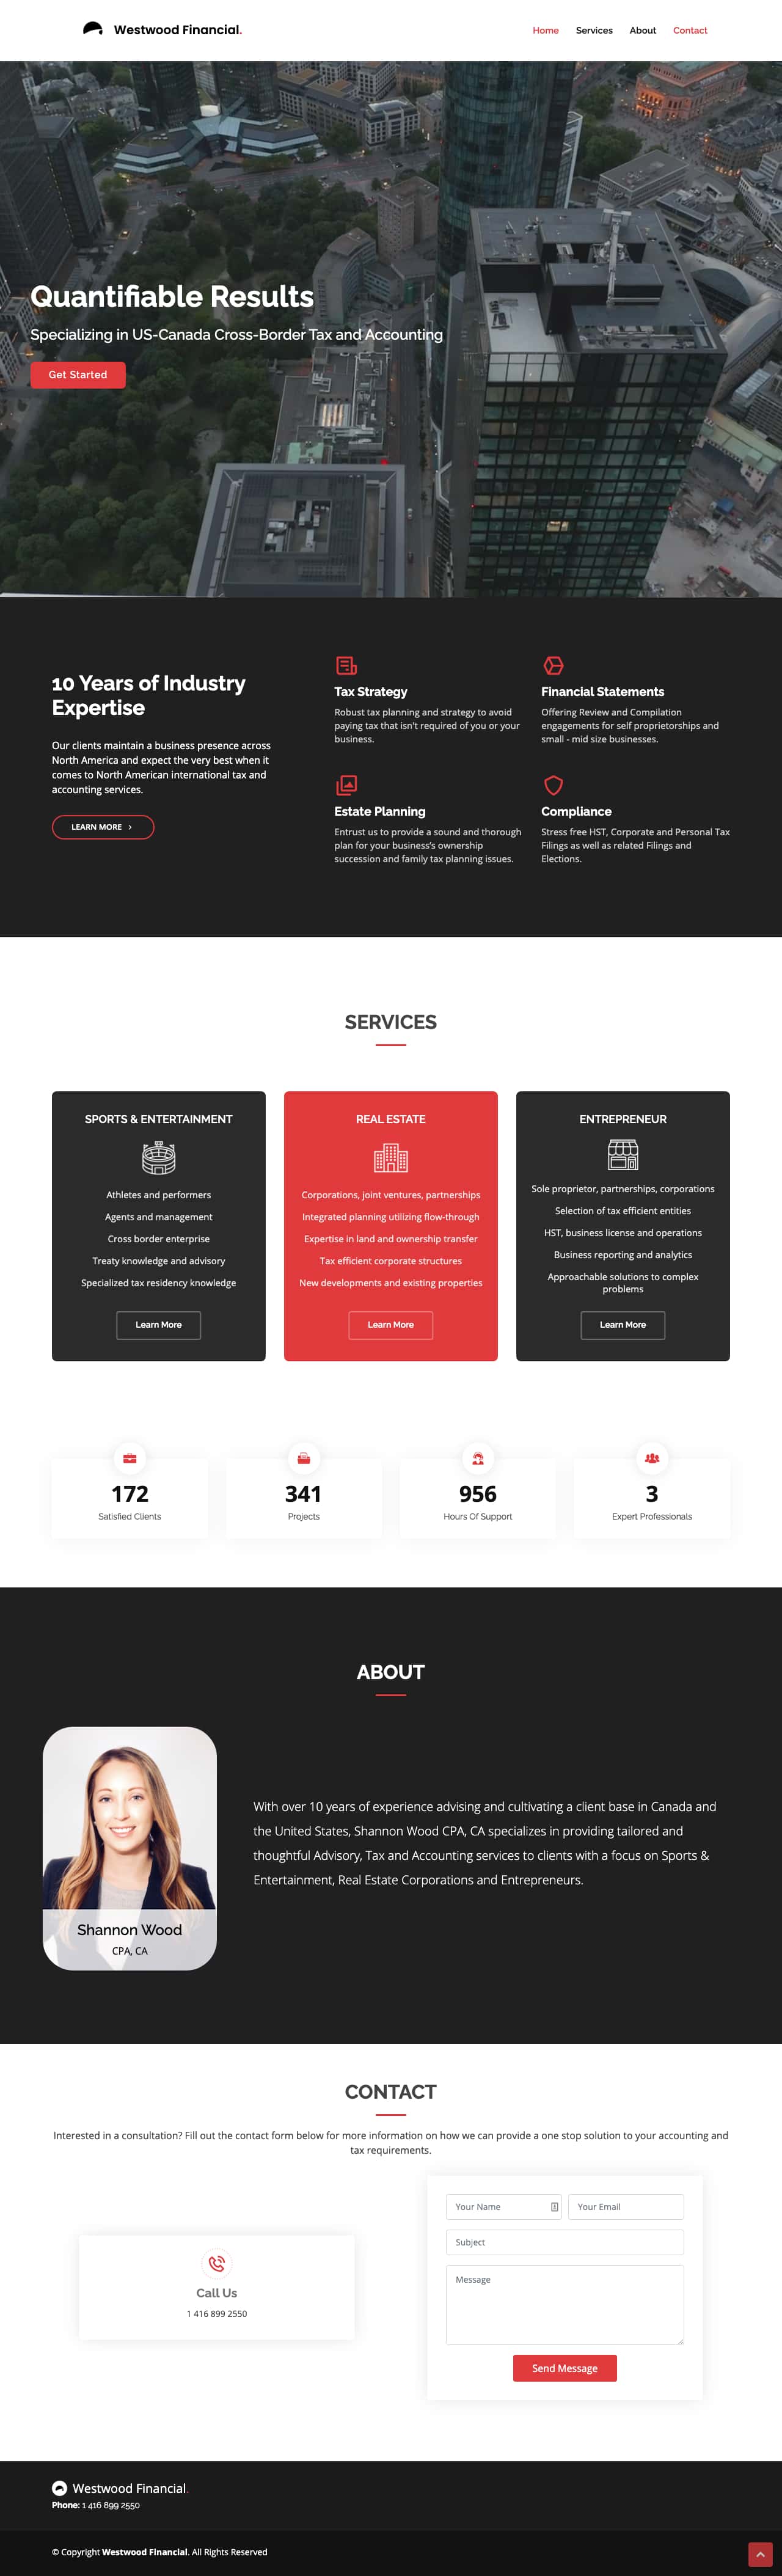 Westwood Financial.
Home Services About Contact
Quantifiable Results
Specializing in US-Canada Cross-Border Tax and Accounting
Get Started
10 Years of Industry
Expertise
Our clients maintain a business presence across
North America and expect the very best when it
comes to North American international tax and
accounting services.
LEARN MORE
Tax Strategy
Robust tax planning and strategy to avoid
paying tax that isn't required of you or your
business.
Financial Statements
Offering Review and Compilation
engagements for self proprietorships and
small - mid size businesses.
Estate Planning
Entrust us to provide a sound and thorough
plan for your business's ownership
succession and family tax planning issues.
Compliance
Stress free HST, Corporate and Personal Tax
Filings as well as related Filings and
Elections.
SERVICES
SPORTS & ENTERTAINMENT
Athletes and performers
Agents and management
Cross border enterprise
Treaty knowledge and advisory
Specialized tax residency knowledge
Learn More
REAL ESTATE
Corporations, joint ventures, partnerships
Integrated planning utilizing flow-through
Expertise in land and ownership transfer
Tax efficient corporate structures
New developments and existing properties
Learn More
ENTREPRENEUR
Sole proprietor, partnerships, corporations
Selection of tax efficient entities
HST, business license and operations
Business reporting and analytics
Approachable solutions to complex
problems
Learn More
172
Satisfied Clients
341
Projects
956
Hours Of Support
3
Expert Professionals
ABOUT
Shannon Wood
CPA, CA
With over 10 years of experience advising and cultivating a client base in Canada and
the United States, Shannon Wood CPA, CA specializes in providing tailored and
thoughtful Advisory, Tax and Accounting services to clients with a focus on Sports &
Entertainment, Real Estate Corporations and Entrepreneurs.
CONTACT
Interested in a consultation? Fill out the contact form below for more information on how we can provide a one stop solution to your accounting and
tax requirements.
Call Us
1 416 899 2550
Your Name
Your Email
Subject
Message
Send Message
Westwood Financial.
Phone: 1 416 899 2550
© Copyright Westwood Financial. All Rights Reserved